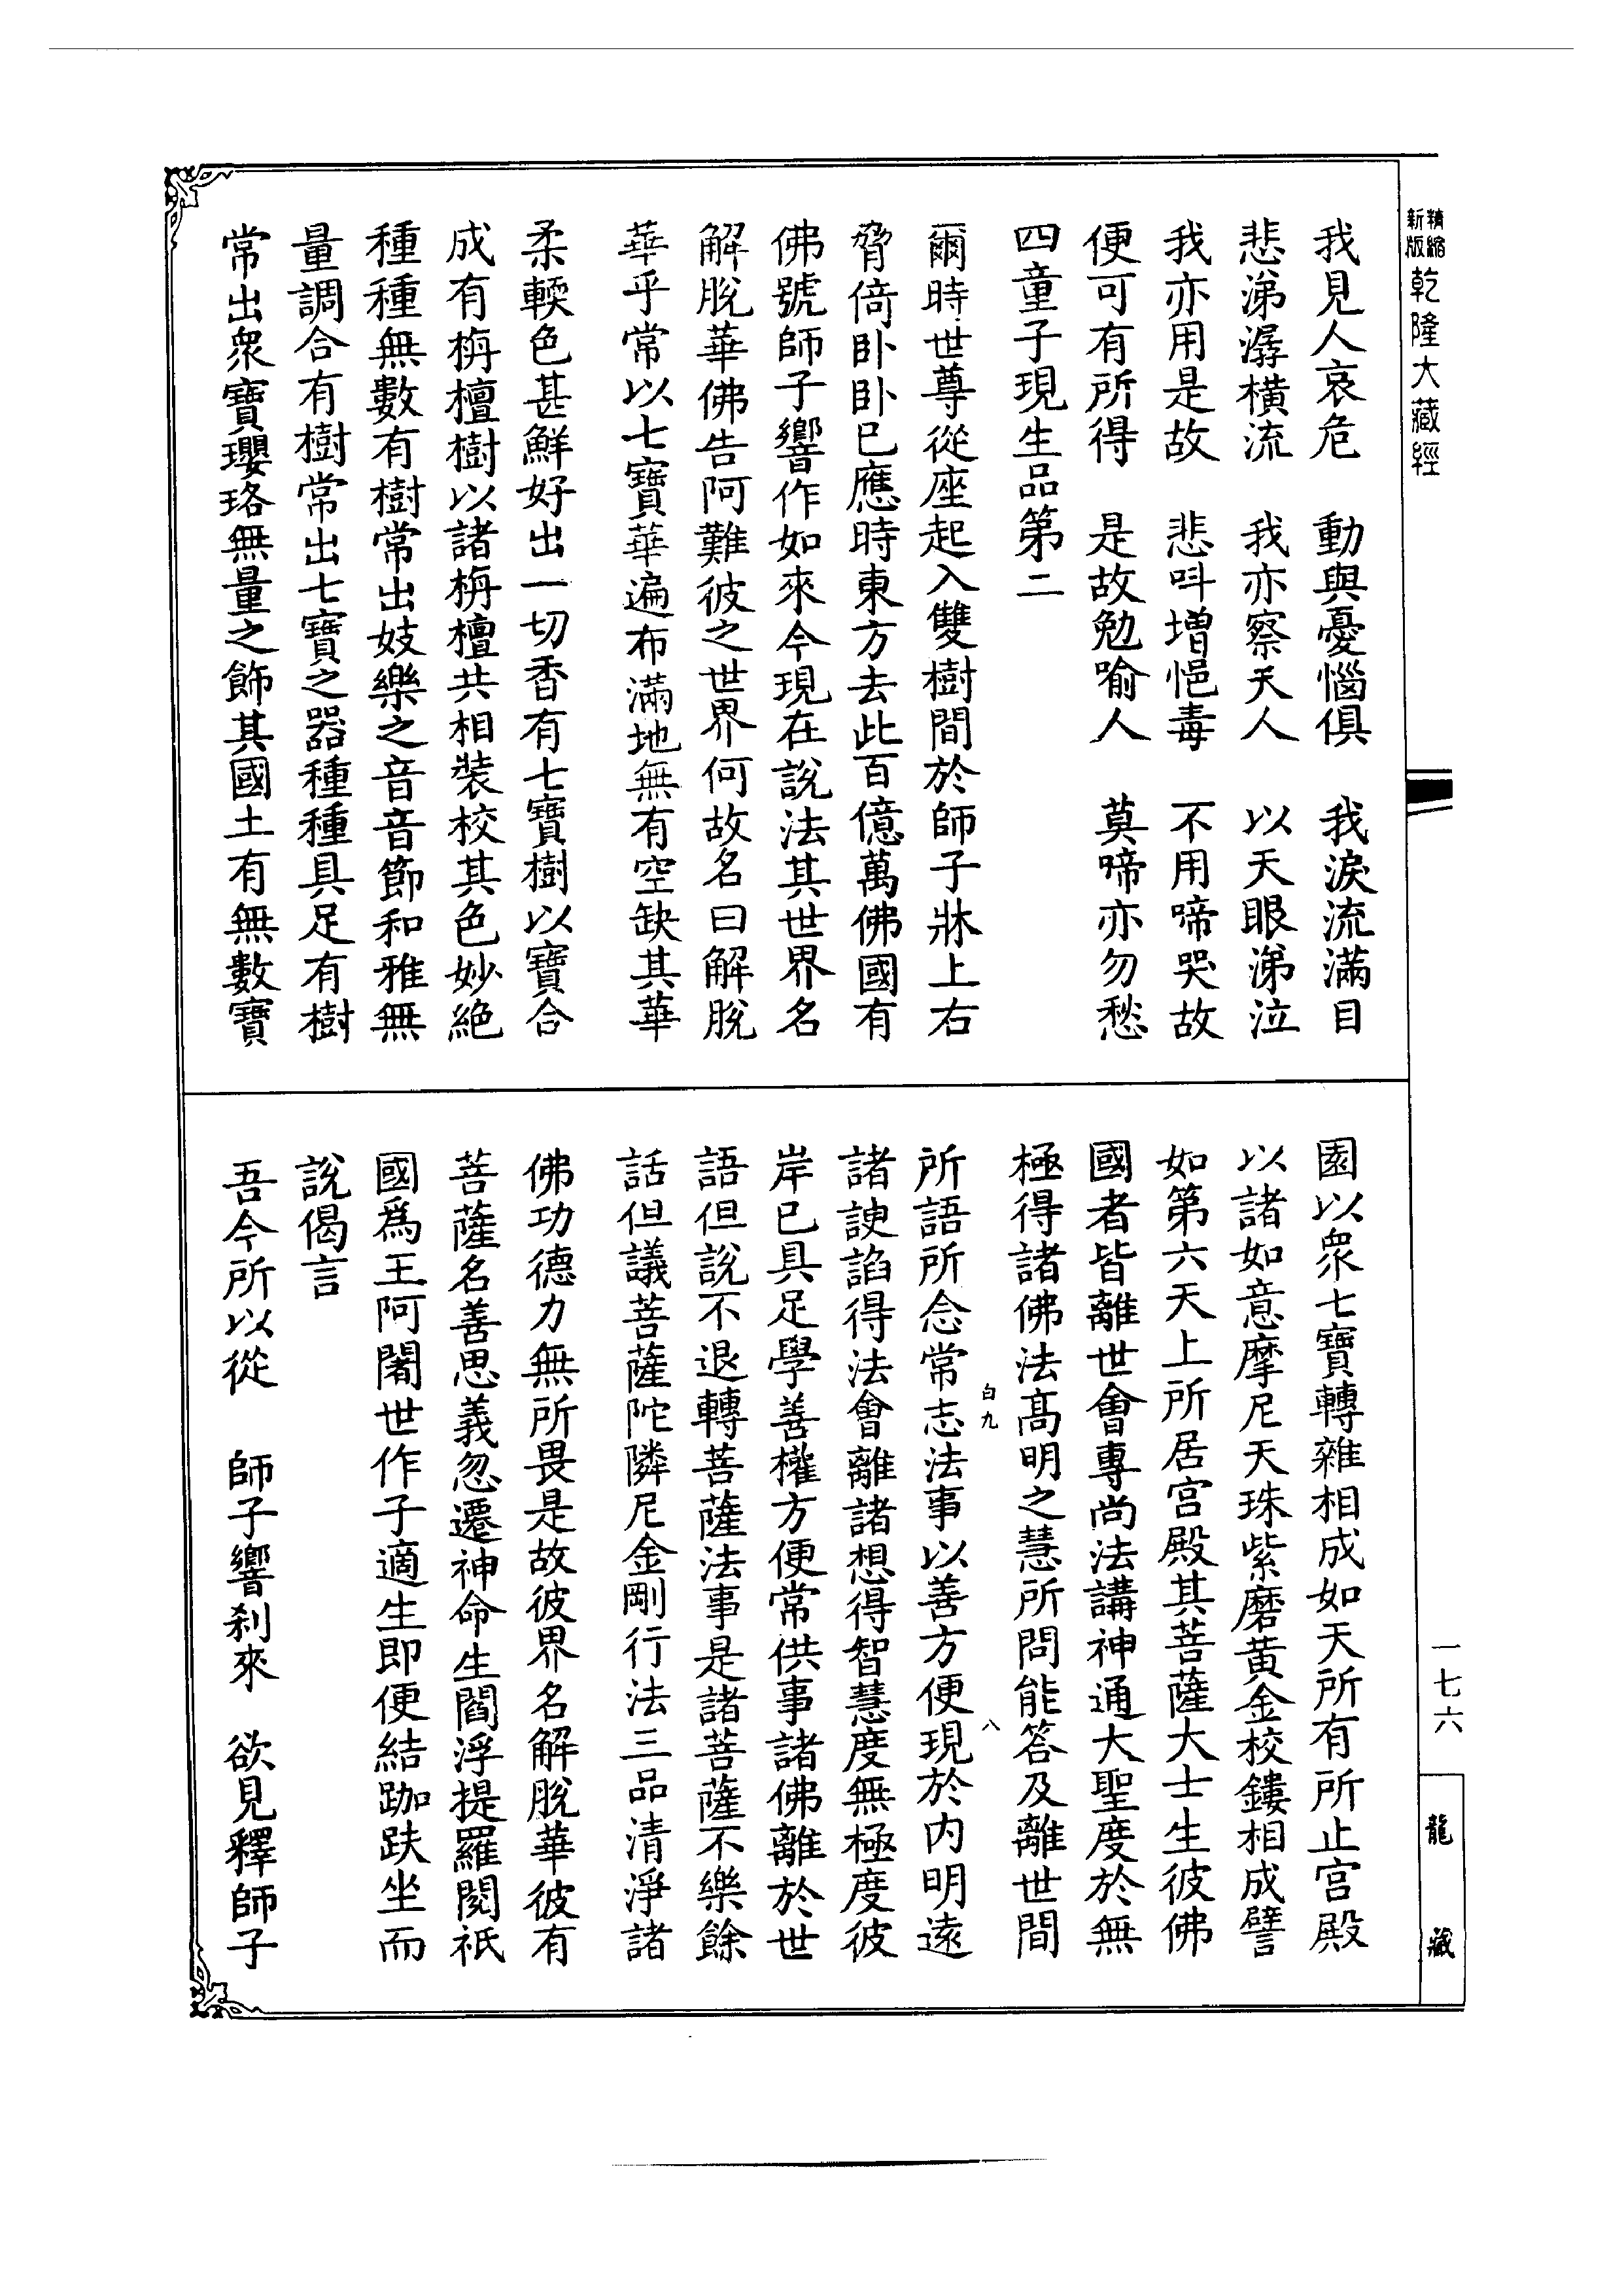 精縮新版乾隆大藏經
我見人哀危　動與憂惱俱　我淚流滿目
悲涕潺橫流　我亦察天人　以天眼涕泣
我亦用是故　悲叫增悒毒　不用啼哭故
便可有所得　是故勉喻人　莫啼亦勿愁
四童子現生品第二
爾時世尊從座起入雙樹間於師子牀上右
脅倚卧卧已應時東方去此百億萬佛國有
佛號師子響作如來今現在說法其世界名
解脫華佛告阿難彼之世界何故名曰解脫
華乎常以七寶華遍布滿地無有空缺其華
柔輭色甚鮮好出一切香有七寶樹以寶合
成有栴檀樹以諸栴檀共相裝校其色妙絶
種種無數有樹常出妓樂之音音節和雅無
量調合有樹常出七寶之器種種具足有樹
常出衆寶瓔珞無量之飾其國土有無數寶
園以衆七寶轉雜相成如天所有所止宫殿
以諸如意摩尼天珠紫磨黄金校鏤相成譬
如第六天上所居宫殿其菩薩大士生彼佛
國者皆離世會專尚法講神通大聖度於無
極得諸佛法髙明之慧所問能答及離世間
白九　八
所語所念常志法事以善方便現於内明遠
諸諛諂得法會離諸想得智慧度無極度彼
岸已具足學善權方便常供事諸佛離於世
語但說不退轉菩薩法事是諸菩薩不樂餘
話但議菩薩陀隣尼金剛行法三品清淨諸
佛功德力無所畏是故彼界名解脫華彼有
菩薩名善思義忽遷神命生閻浮提羅閱祇
國爲王阿闍世作子適生即便結跏趺坐而
說偈言
吾今所以從　師子響刹來　欲見釋師子
一七六
龍藏